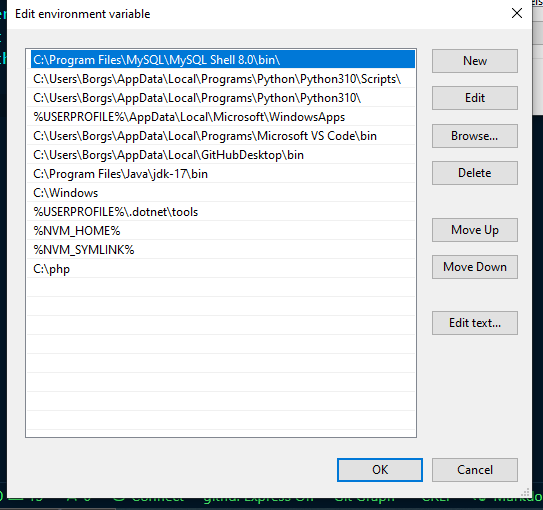 Edit environment variable
C:\Program Files\MySQL\MySQL Shell 8.0\bin\
C:\Users\Borgs\AppData\Local\Programs\Python\Python310\Scripts\
C:\Users\Borgs\AppData\Local\Programs\Python\Python310\
%USERPROFILE%\AppData\Local\Microsoft\WindowsApps
C:\Users\Borgs\AppData\Local\Programs\Microsoft VS Code\bin
C:\Users\Borgs\AppData\Local\GitHubDesktop\bin
C:\Program Files\Java\jdk-17\bin
C:\Windows
%USERPROFILE%\.dotnet\tools
%NVM_HOME%
%NVM_SYMLINK%
C:\php
New
Edit
Browse...
Delete
Move Up
Move Down
Edit text...
OK
Cancel